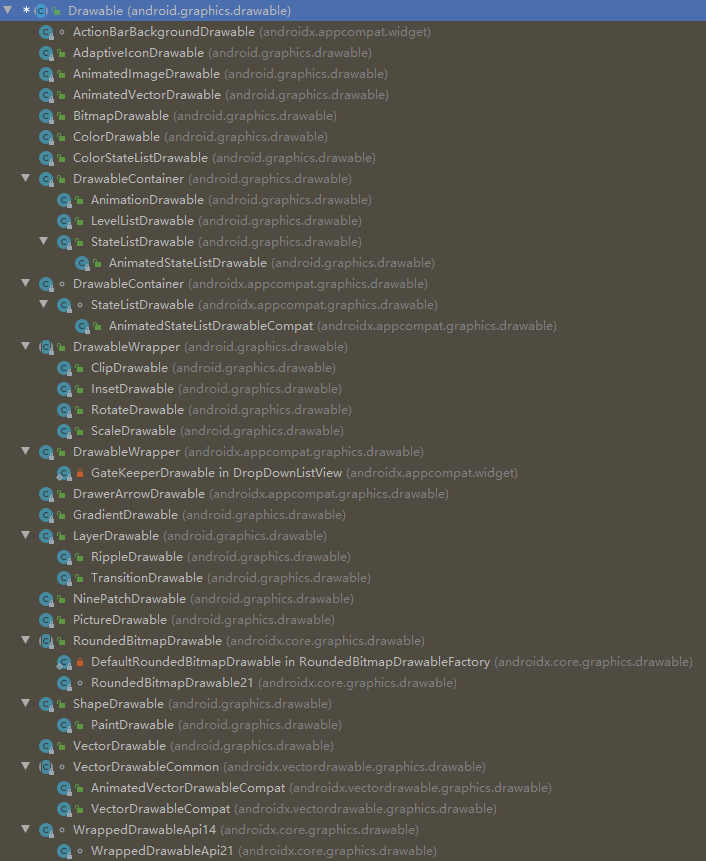 * Drawable (android.graphics.drawable)
ActionBarBackgroundDrawable (androidx.appcompat.widget)
AdaptiveIconDrawable (android.graphics.drawable)
AnimatedImageDrawable (android.graphics.drawable)
AnimatedVectorDrawable (android.graphics.drawable)
BitmapDrawable (android.graphics.drawable)
ColorDrawable (android.graphics.drawable)
ColorStateListDrawable (android.graphics.drawable)
DrawableContainer (android.graphics.drawable)
AnimationDrawable (android.graphics.drawable)
LevelListDrawable (android.graphics.drawable)
StateListDrawable (android.graphics.drawable)
AnimatedStateListDrawable (android.graphics.drawable)
DrawableContainer (androidx.appcompat.graphics.drawable)
StateListDrawable (androidx.appcompat.graphics.drawable)
AnimatedStateListDrawableCompat (androidx.appcompat.graphics.drawable)
DrawableWrapper (android.graphics.drawable)
ClipDrawable (android.graphics.drawable)
InsetDrawable (android.graphics.drawable)
RotateDrawable (android.graphics.drawable)
ScaleDrawable (android.graphics.drawable)
DrawableWrapper (androidx.appcompat.graphics.drawable)
GateKeeperDrawable in DropDownListView (androidx.appcompat.widget)
DrawerArrowDrawable (androidx.appcompat.graphics.drawable)
GradientDrawable (android.graphics.drawable)
LayerDrawable (android.graphics.drawable)
RippleDrawable (android.graphics.drawable)
TransitionDrawable (android.graphics.drawable)
NinePatchDrawable (android.graphics.drawable)
PictureDrawable (android.graphics.drawable)
RoundedBitmapDrawable (androidx.core.graphics.drawable)
DefaultRoundedBitmapDrawable in RoundedBitmapDrawableFactory (androidx.core.graphics.drawable)
RoundedBitmapDrawable21 (androidx.core.graphics.drawable)
ShapeDrawable (android.graphics.drawable)
PaintDrawable (android.graphics.drawable)
VectorDrawable (android.graphics.drawable)
VectorDrawableCommon (androidx.vectordrawable.graphics.drawable)
AnimatedVectorDrawableCompat (androidx.vectordrawable.graphics.drawable)
VectorDrawableCompat (androidx.vectordrawable.graphics.drawable)
WrappedDrawableApi14 (androidx.core.graphics.drawable)
WrappedDrawableApi21 (androidx.core.graphics.drawable)